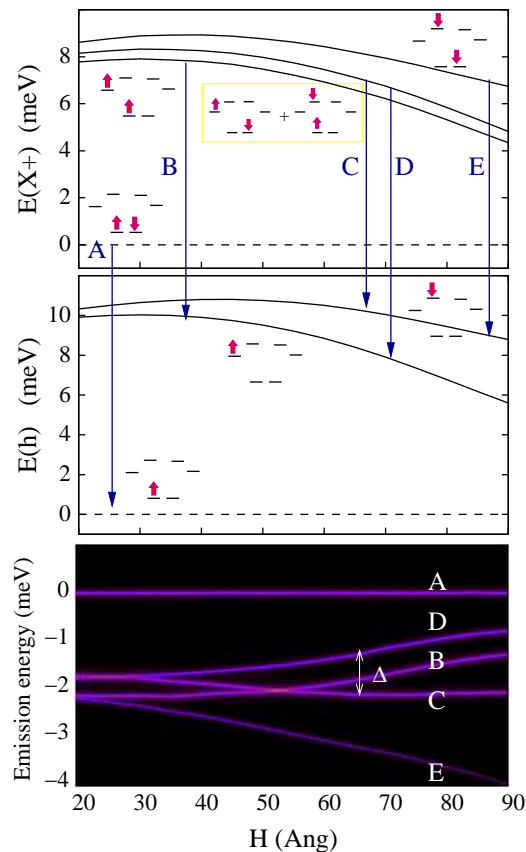 E(X+) (meV)
8
6
4
2
0
+
A
B
C
D
E
E(h) (meV)
10
8
6
4
2
0
Emission energy (meV)
0
−1
−2
−3
−4
A
D
B
Δ
C
E
20 30 40 50 60 70 80 90
H (Ang)